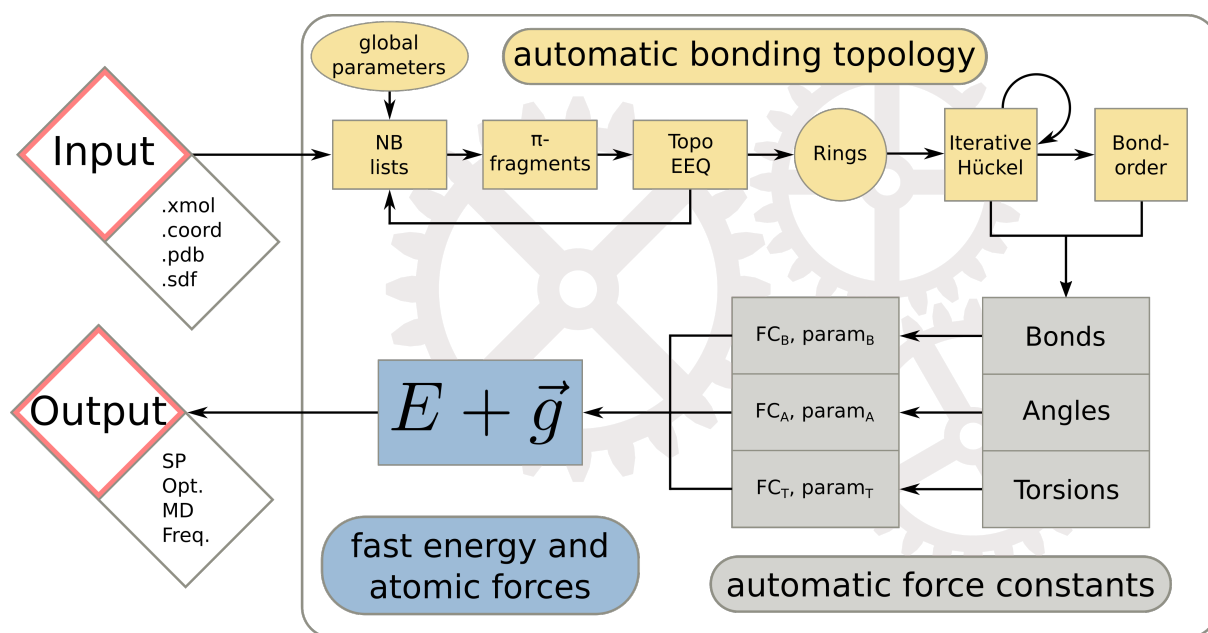 global
parameters
automatic bonding topology
Input
.xmol
.coord
.pdb
.sdf
NB
lists
π-
fragments
Topo
EEQ
Rings
Iterative
Hückel
Bond-
order
Bonds
Angles
Torsions
FC_B, param_B
FC_A, param_A
FC_T, param_T
automatic force constants
E + g⃗
fast energy and
atomic forces
Output
SP
Opt.
MD
Freq.